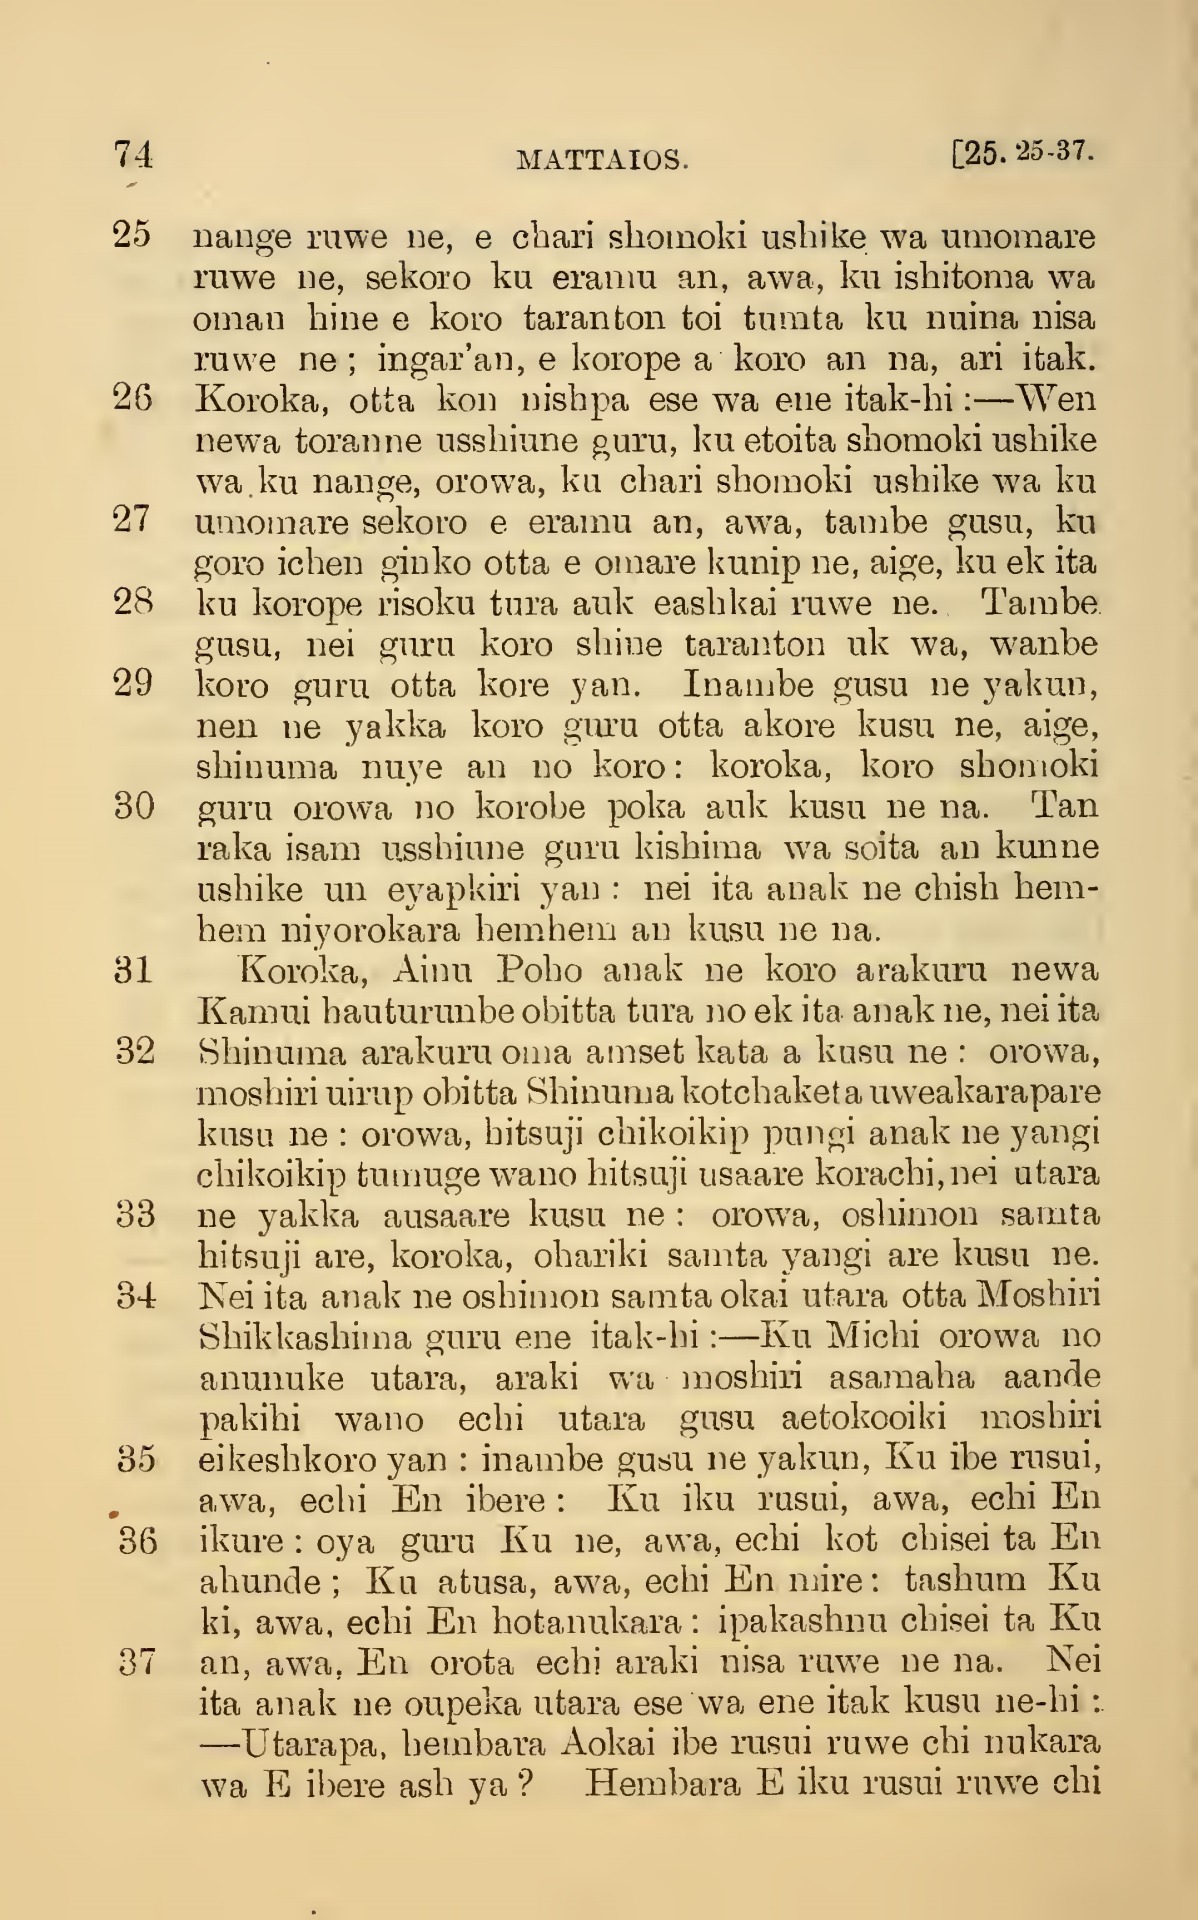 74 MATTAIOS. [25. 25-37.
25 nange ruwe ne, e chari shomoki ushike wa umomare
ruwe ne, sekoro ku eramu an, awa, ku ishitoma wa
oman hine e koro taranton toi tumta ku nuina nisa
ruwe ne ; ingar'an, e korope a koro an na, ari itak.
26 Koroka, otta kon nishpa ese wa ene itak-hi :—Wen
newa toranne usshiune guru, ku etoita shomoki ushike
wa ku nange, orowa, ku chari shomoki ushike wa ku
27 umomare sekoro e eramu an, awa, tambe gusu, ku
goro ichen ginko otta e omare kunip ne, aige, ku ek ita
28 ku korope risoku tura auk eashkai ruwe ne. Tambe
gusu, nei guru koro shine taranton uk wa, wanbe
29 koro guru otta kore yan. Inambe gusu ne yakun,
nen ne yakka koro guru otta akore kusu ne, aige,
shinuma nuye an no koro : koroka, koro shomoki
30 guru orowa no korobe poka auk kusu ne na. Tan
raka isam usshiune guru kishima wa soita an kunne
ushike un eyapkiri yan : nei ita anak ne chish hem-
hem niyorokara hemhem an kusu ne na.
31 Koroka, Ainu Poho anak ne koro arakuru newa
Kamui hauturunbe obitta tura no ek ita anak ne, nei ita
32 Shinuma arakuru oma amset kata a kusu ne : orowa,
moshiri uirup obitta Shinuma kotchaketa uweakarapare
kusu ne : orowa, hitsuji chikoikip pungi anak ne yangi
chikoikip tumuge wano hitsuji usaare korachi, nei utara
33 ne yakka ausaare kusu ne : orowa, oshimon samta
hitsuji are, koroka, ohariki samta yangi are kusu ne.
34 Nei ita anak ne oshimon samta okai utara otta Moshiri
Shikkashima guru ene itak-hi :—Ku Michi orowa no
anunuke utara, araki wa moshiri asamaha aande
pakihi wano echi utara gusu aetokooiki moshiri
35 eikeshkoro yan : inambe gusu ne yakun, Ku ibe rusui,
awa, echi En ibere : Ku iku rusui, awa, echi En
36 ikure : oya guru Ku ne, awa, echi kot chisei ta En
ahunde ; Ku atusa, awa, echi En mire : tashum Ku
ki, awa, echi En hotanukara : ipakashnu chisei ta Ku
37 an, awa, En orota echi araki nisa ruwe ne na. Nei
ita anak ne oupeka utara ese wa ene itak kusu ne-hi :
—Utarapa, hembara Aokai ibe rusui ruwe chi nukara
wa E ibere ash ya ? Hembara E iku rusui ruwe chi